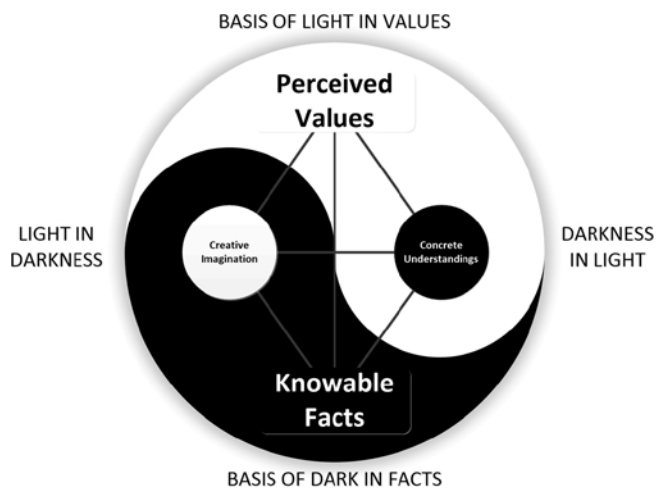 BASIS OF LIGHT IN VALUES
Perceived
Values
LIGHT IN
DARKNESS
Creative
Imagination
Concrete
Understandings
DARKNESS
IN LIGHT
Knowable
Facts
BASIS OF DARK IN FACTS